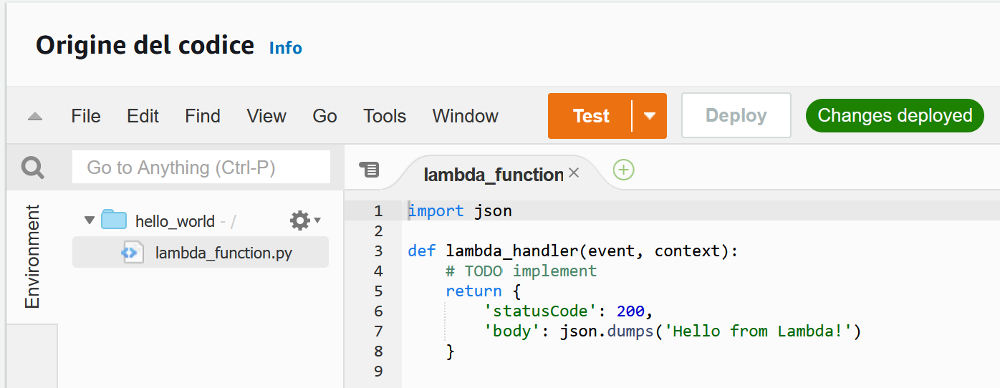 Origine del codice Info
File Edit Find View Go Tools Window Test Deploy Changes deployed
Go to Anything (Ctrl-P)
lambda_function
Environment
hello_world - /
lambda_function.py
1 import json
2
3 def lambda_handler(event, context):
4     # TODO implement
5     return {
6         'statusCode': 200,
7         'body': json.dumps('Hello from Lambda!')
8     }
9